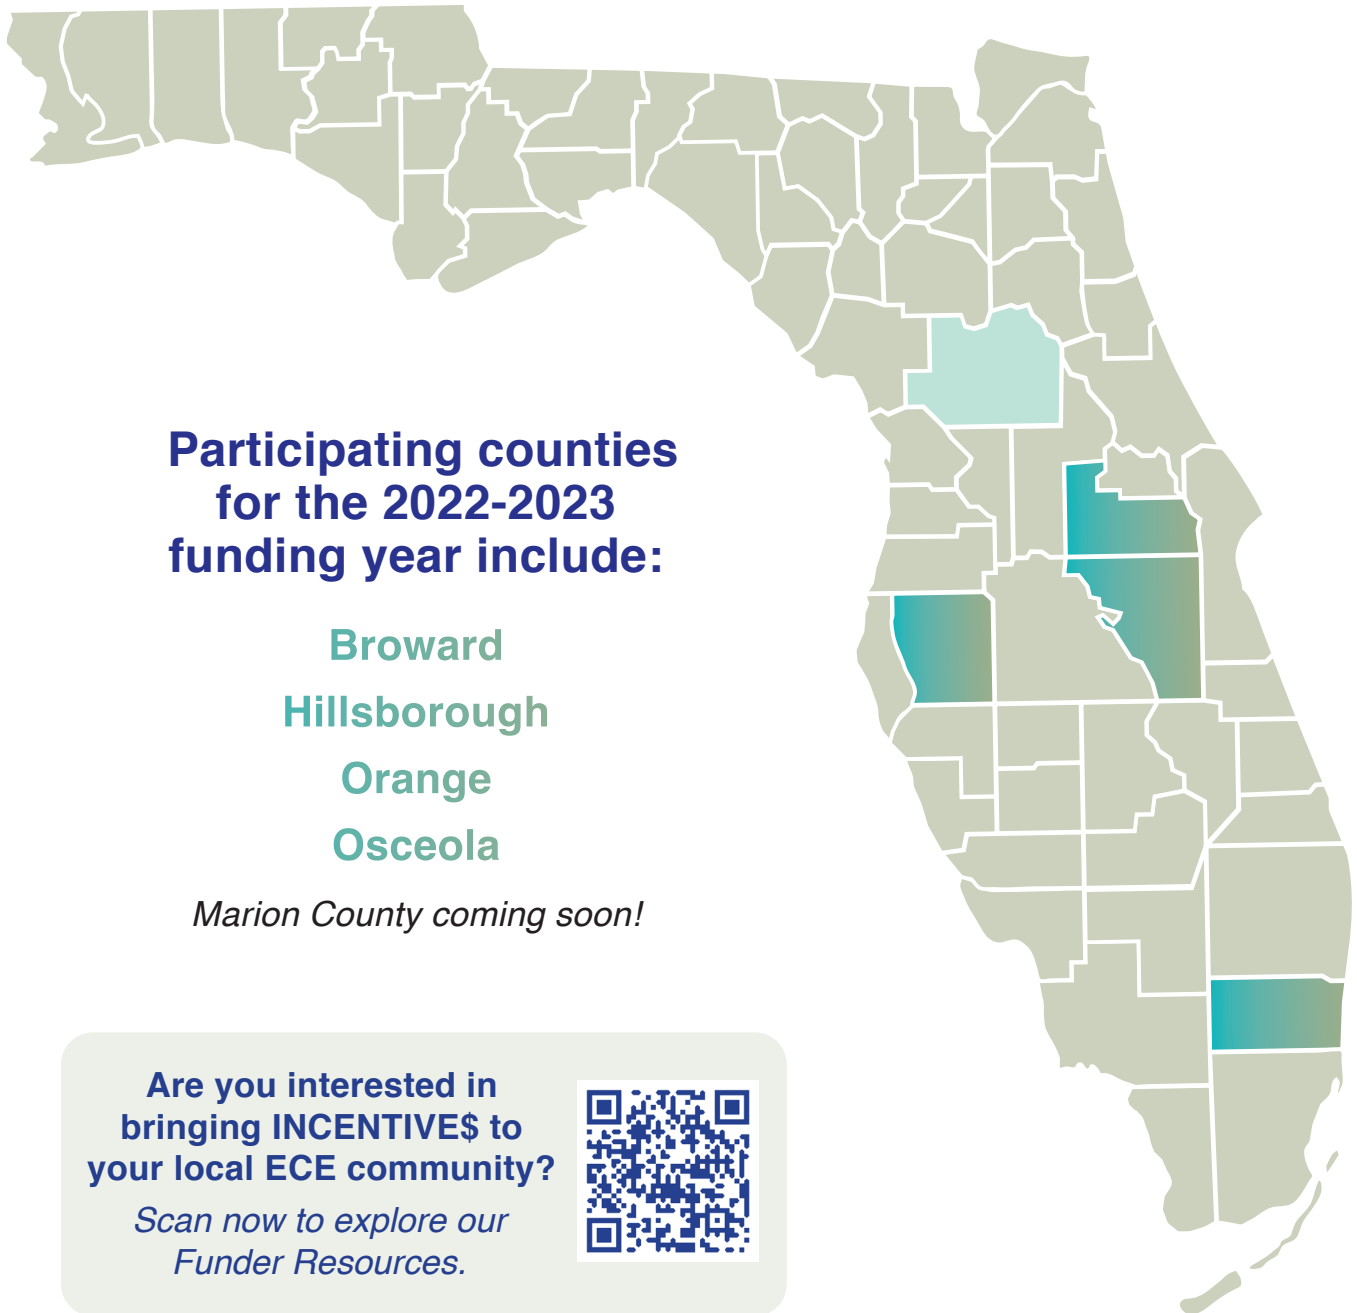 Participating counties
for the 2022-2023
funding year include:
Broward
Hillsborough
Orange
Osceola
Marion County coming soon!
Are you interested in
bringing INCENTIVE$ to
your local ECE community?
Scan now to explore our
Funder Resources.